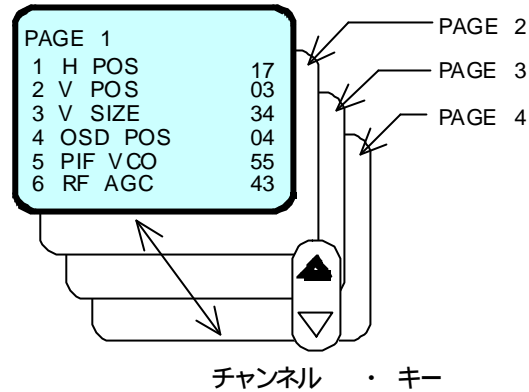 PAGE 1
1 H POS 17
2 V POS 03
3 V SIZE 34
4 OSD POS 04
5 PIF VCO 55
6 RF AGC 43
PAGE 2
PAGE 3
PAGE 4
チャンネル ・ キー